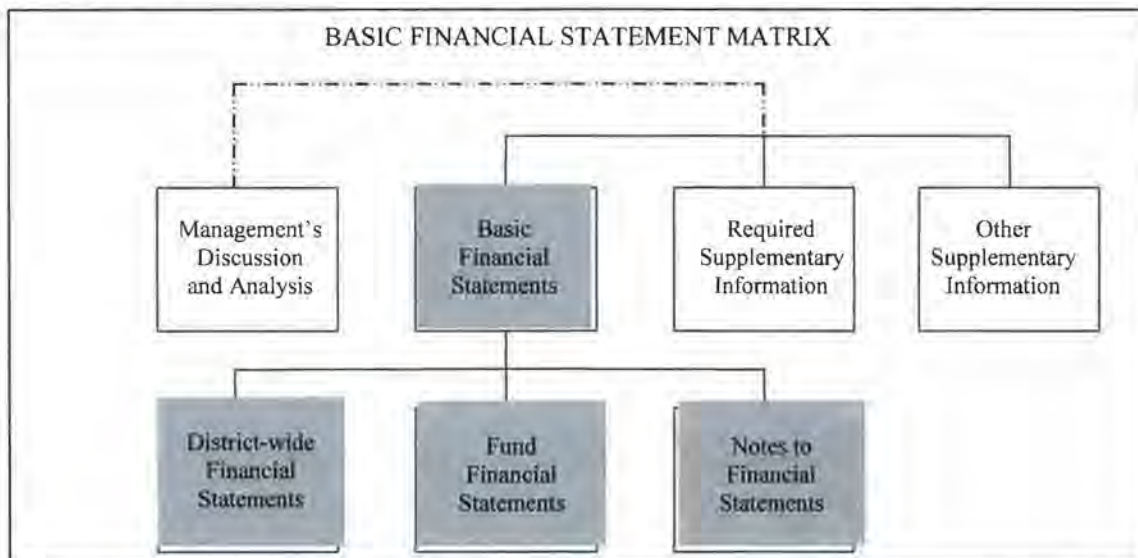 BASIC FINANCIAL STATEMENT MATRIX
Management's
Discussion
and Analysis
Basic
Financial
Statements
Required
Supplementary
Information
Other
Supplementary
Information
District-wide
Financial
Statements
Fund
Financial
Statements
Notes to
Financial
Statements